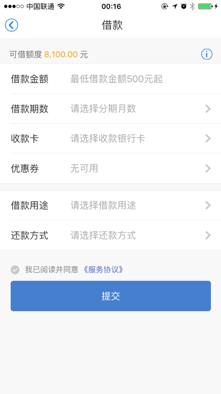 中国联通 00:16
借款
可借额度 8,100.00 元
借款金额 最低借款金额500元起
借款期数 请选择分期月数
收款卡 请选择收款银行卡
优惠券 无可用
借款用途 请选择借款用途
还款方式 请选择还款方式
我已阅读并同意 《服务协议》
提交